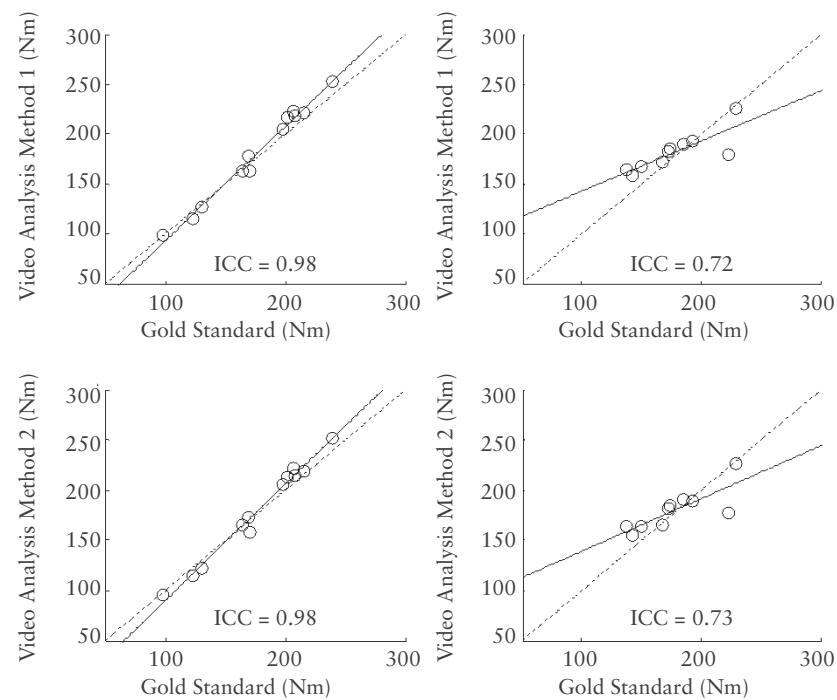 Video Analysis Method 1 (Nm)
300
250
200
150
100
50
ICC = 0.98
100 200 300
Gold Standard (Nm)
Video Analysis Method 1 (Nm)
300
250
200
150
100
50
ICC = 0.72
100 200 300
Gold Standard (Nm)
Video Analysis Method 2 (Nm)
300
250
200
150
100
50
ICC = 0.98
100 200 300
Gold Standard (Nm)
Video Analysis Method 2 (Nm)
300
250
200
150
100
50
ICC = 0.73
100 200 300
Gold Standard (Nm)